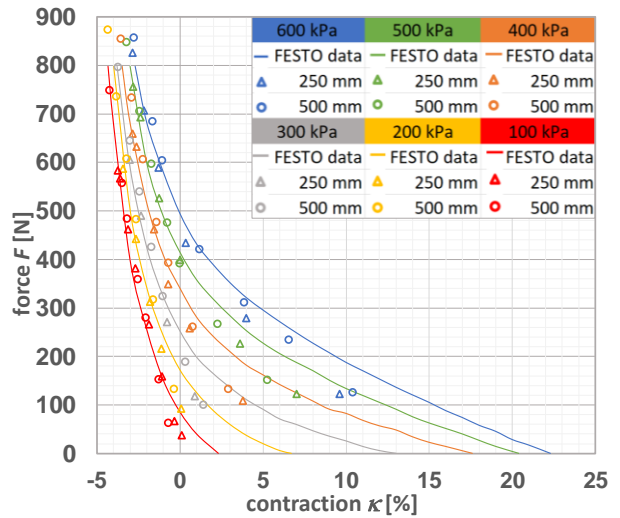 900
800
700
600
500
400
300
200
100
0
force F [N]
600 kPa 500 kPa 400 kPa
FESTO data FESTO data FESTO data
250 mm 250 mm 250 mm
500 mm 500 mm 500 mm
300 kPa 200 kPa 100 kPa
FESTO data FESTO data FESTO data
250 mm 250 mm 250 mm
500 mm 500 mm 500 mm
-5 0 5 10 15 20 25
contraction κ [%]